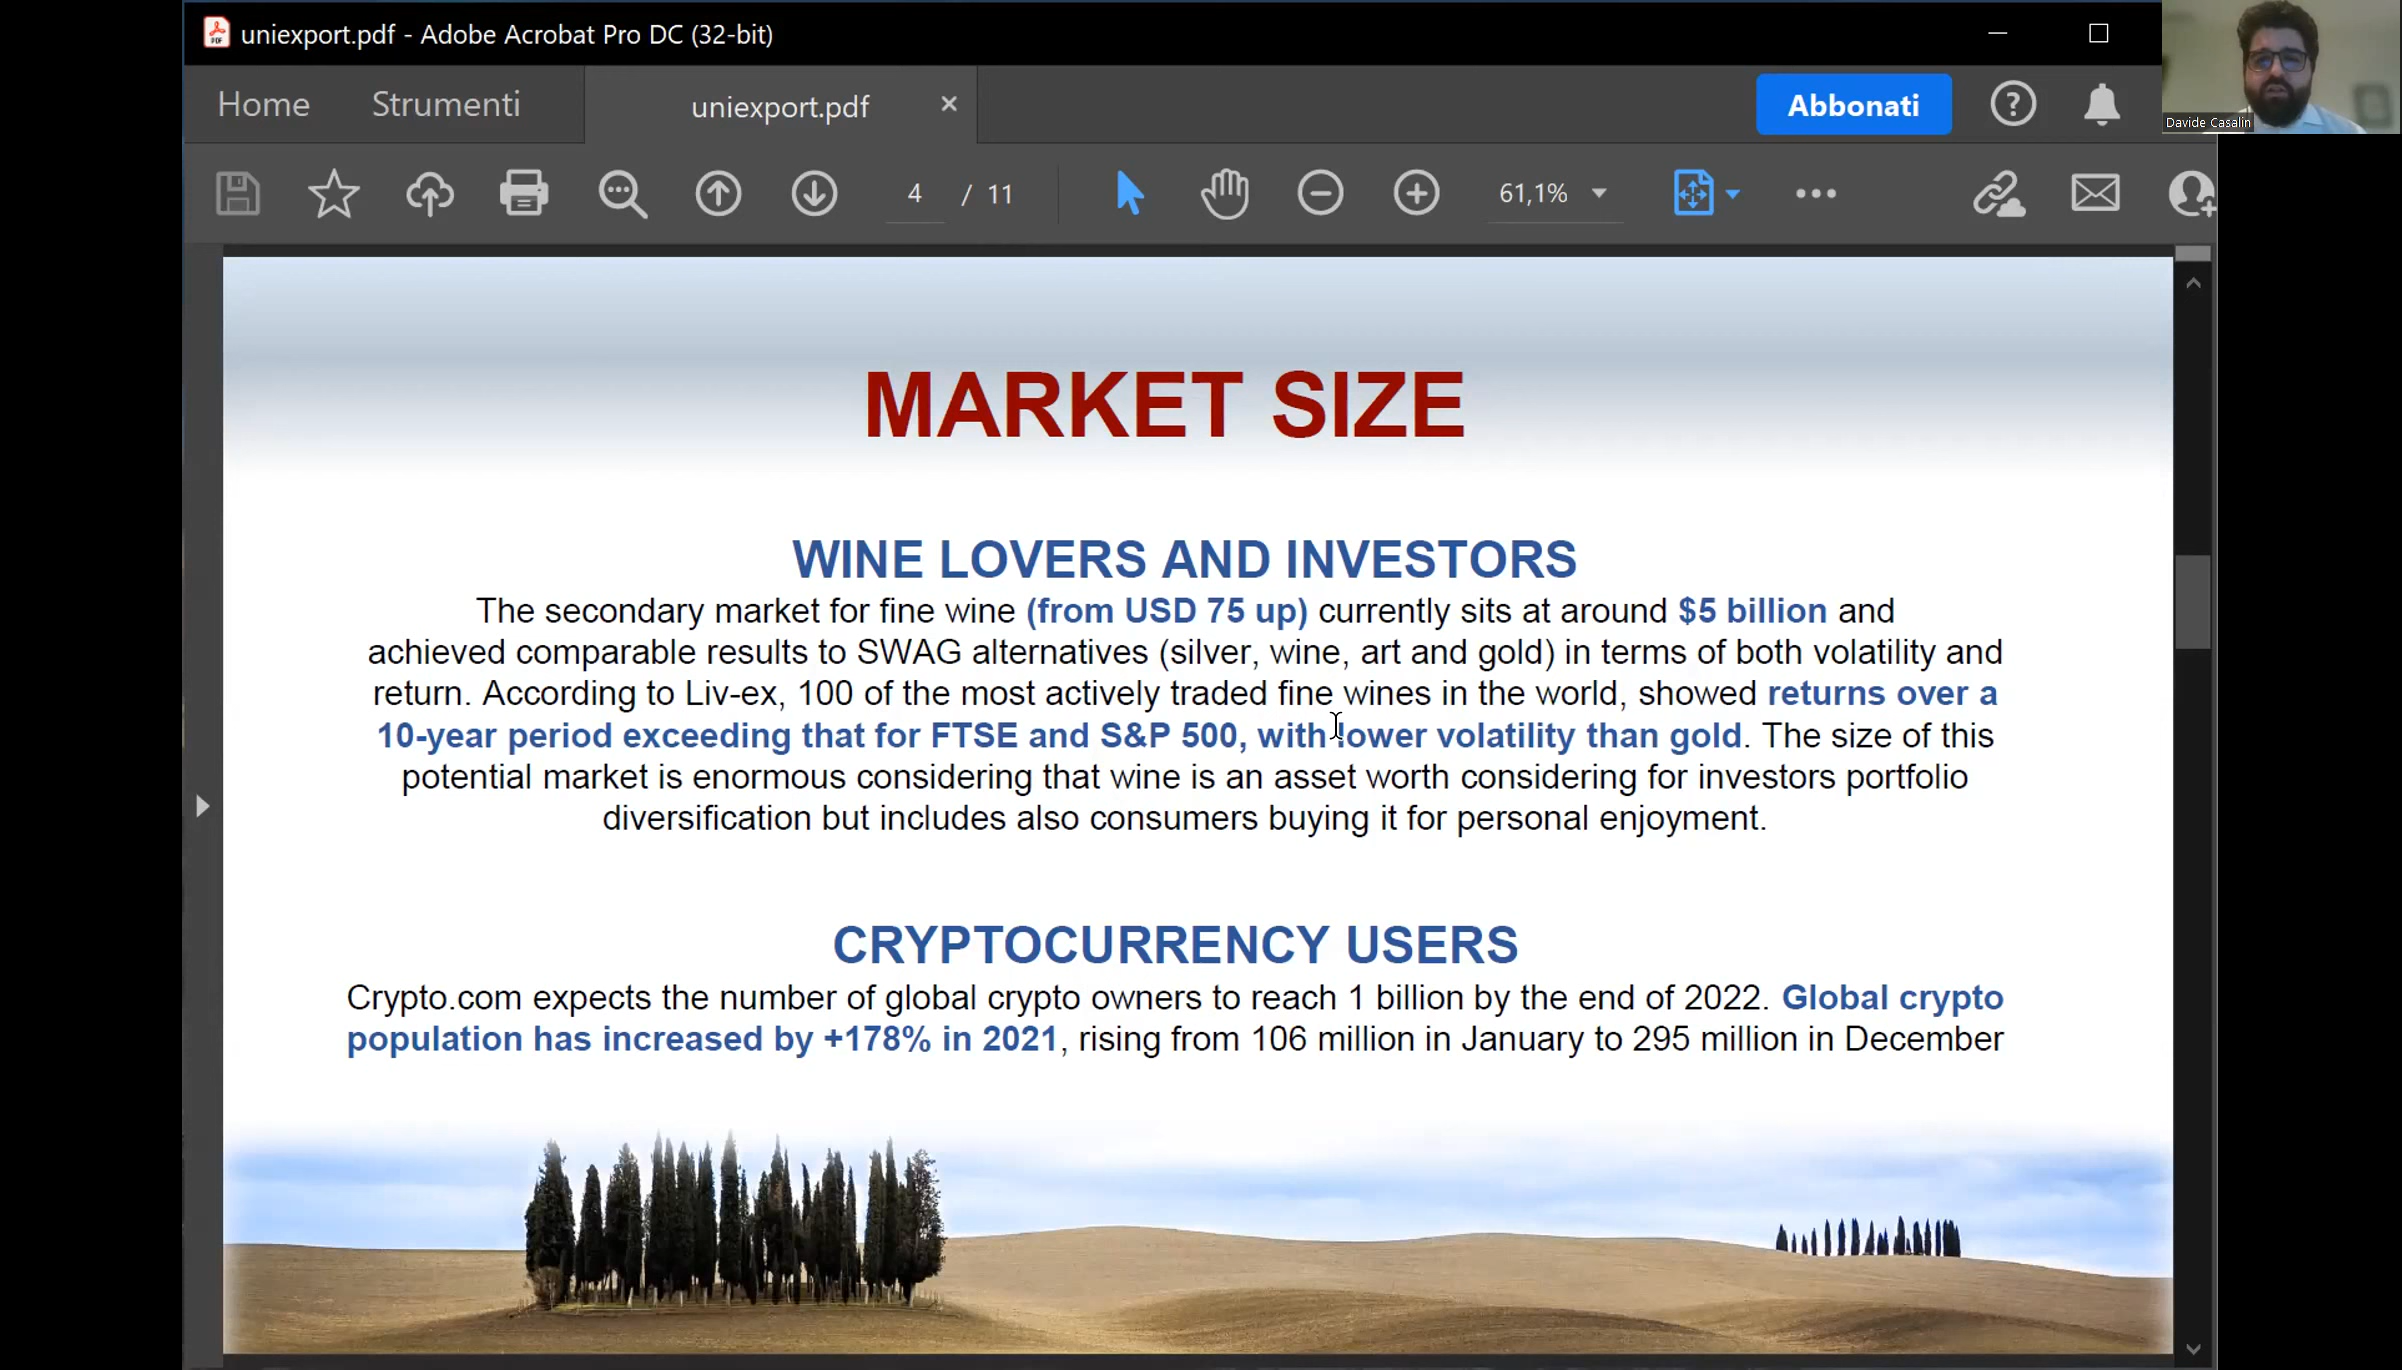 uniexport.pdf - Adobe Acrobat Pro DC (32-bit)
Home Strumenti uniexport.pdf Abbonati
Davide Casalin
4 / 11 61,1%
MARKET SIZE
WINE LOVERS AND INVESTORS
The secondary market for fine wine (from USD 75 up) currently sits at around $5 billion and
achieved comparable results to SWAG alternatives (silver, wine, art and gold) in terms of both volatility and
return. According to Liv-ex, 100 of the most actively traded fine wines in the world, showed returns over a
10-year period exceeding that for FTSE and S&P 500, with lower volatility than gold. The size of this
potential market is enormous considering that wine is an asset worth considering for investors portfolio
diversification but includes also consumers buying it for personal enjoyment.
CRYPTOCURRENCY USERS
Crypto.com expects the number of global crypto owners to reach 1 billion by the end of 2022. Global crypto
population has increased by +178% in 2021, rising from 106 million in January to 295 million in December